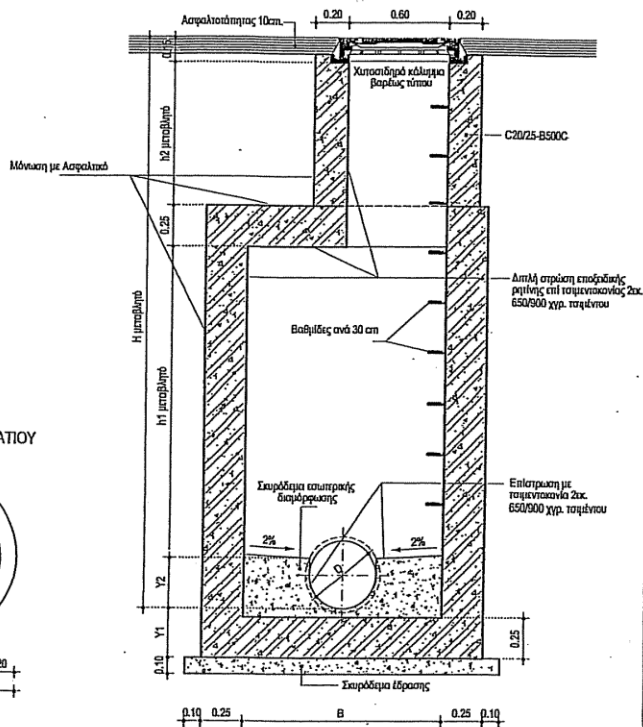 0.20 0.60 0.20
Ασφαλτοτάπητας 10cm.
0.15
Χυτοσιδηρό κάλυμμα
βαρέως τύπου
h2 μεταβλητό
C20/25-B500C
Μόνωση με Ασφαλτικό
0.25
Διπλή στρώση εποξειδικής
ρητίνης επί τσιμεντοκονίας 2εκ.
650/900 χγρ. τσιμέντου
Η μεταβλητό
Βαθμίδες ανά 30 cm
h1 μεταβλητό
ΑΤΙΟΥ
Σκυρόδεμα εσωτερικής
διαμόρφωσης
Επίστρωση με
τσιμεντοκονία 2εκ.
650/900 χγρ. τσιμέντου
2% 2%
D
Y2
Y1
0.25
20
0.10
Σκυρόδεμα έδρασης
0.10 0.25 B 0.25 0.10